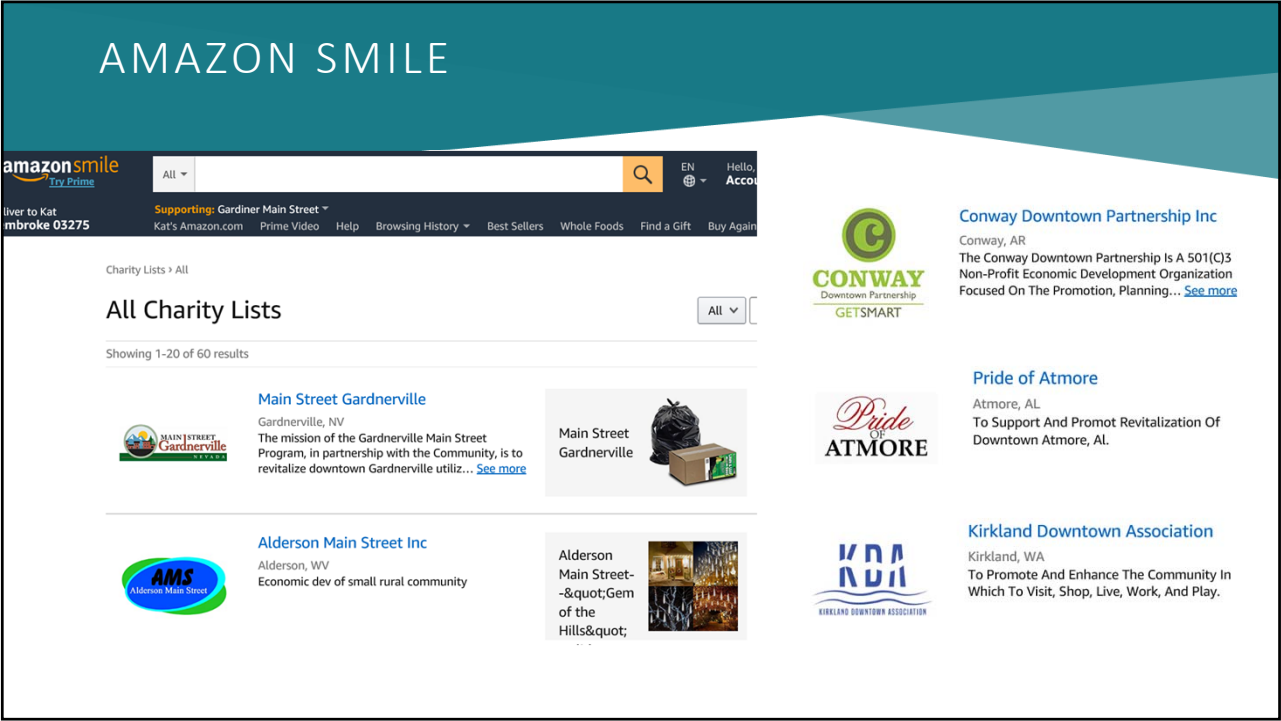 AMAZON SMILE
amazonsmile
Try Prime
All
EN
Hello,
Accou
liver to Kat
mbroke 03275
Supporting: Gardiner Main Street
Kat's Amazon.com Prime Video Help Browsing History Best Sellers Whole Foods Find a Gift Buy Again
Charity Lists › All
All Charity Lists
All
Showing 1-20 of 60 results
MAIN STREET
Gardnerville
NEVADA
Main Street Gardnerville
Gardnerville, NV
The mission of the Gardnerville Main Street
Program, in partnership with the Community, is to
revitalize downtown Gardnerville utiliz... See more
Main Street
Gardnerville
AMS
Alderson Main Street
Alderson Main Street Inc
Alderson, WV
Economic dev of small rural community
Alderson
Main Street-
-&quot;Gem
of the
Hills&quot;
CONWAY
Downtown Partnership
GETSMART
Conway Downtown Partnership Inc
Conway, AR
The Conway Downtown Partnership Is A 501(C)3
Non-Profit Economic Development Organization
Focused On The Promotion, Planning... See more
Pride
OF
ATMORE
Pride of Atmore
Atmore, AL
To Support And Promot Revitalization Of
Downtown Atmore, Al.
KDA
KIRKLAND DOWNTOWN ASSOCIATION
Kirkland Downtown Association
Kirkland, WA
To Promote And Enhance The Community In
Which To Visit, Shop, Live, Work, And Play.